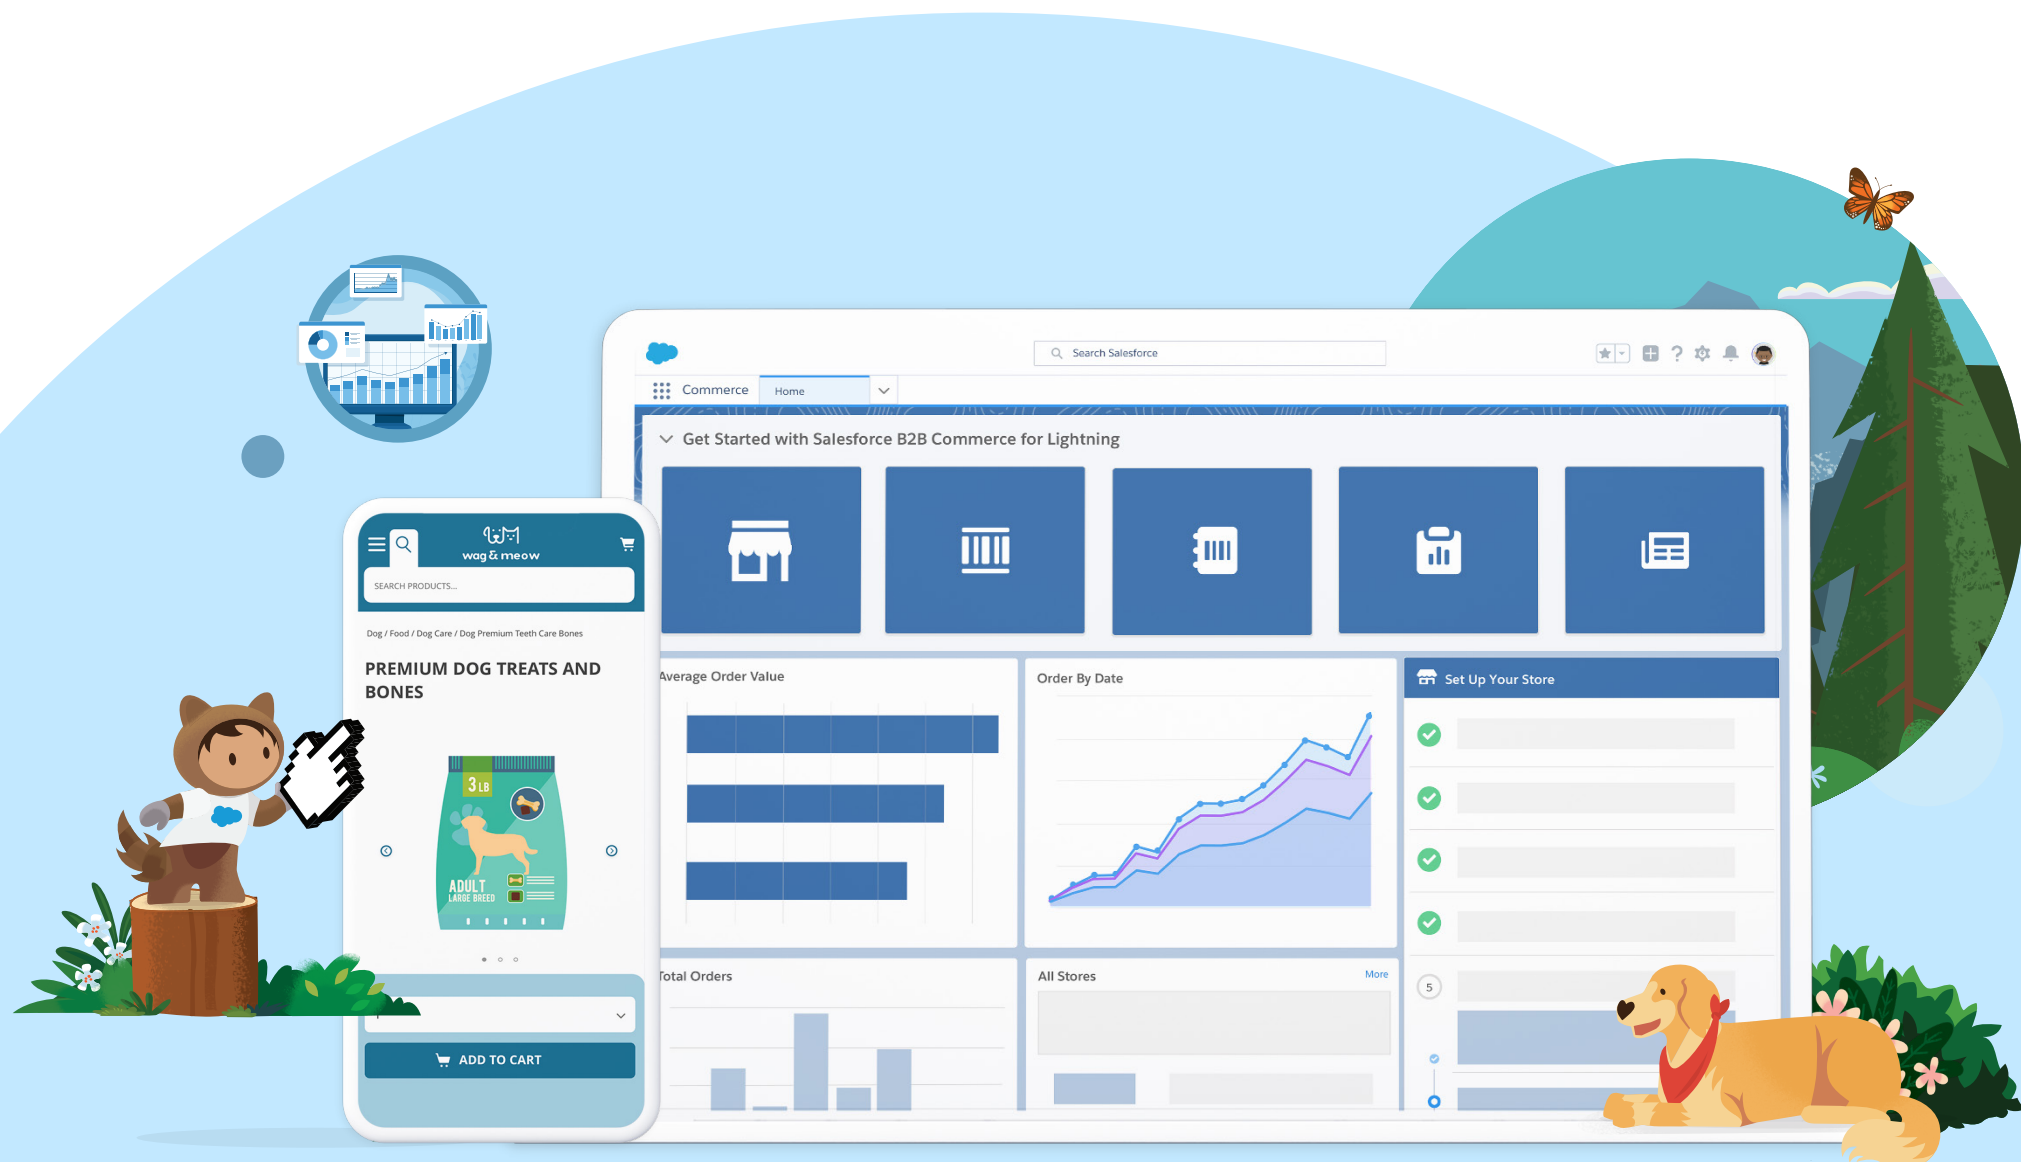 Search Salesforce
Commerce
Home
Get Started with Salesforce B2B Commerce for Lightning
wag & meow
SEARCH PRODUCTS...
Dog / Food / Dog Care / Dog Premium Teeth Care Bones
PREMIUM DOG TREATS AND
BONES
3 LB
ADULT
LARGE BREED
ADD TO CART
Average Order Value
Order By Date
Set Up Your Store
5
Total Orders
All Stores
More